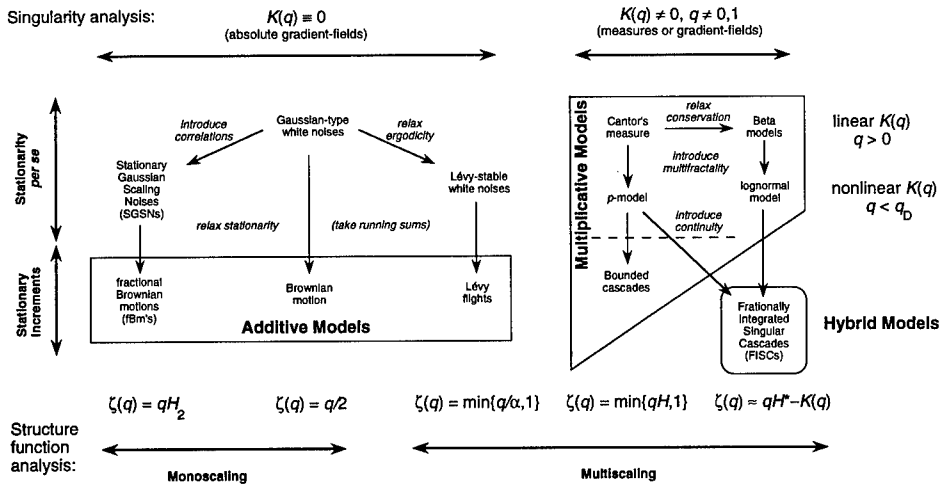 Singularity analysis:
K(q) ≡ 0
(absolute gradient-fields)
K(q) ≠ 0, q ≠ 0,1
(measures or gradient-fields)
Stationarity
per se
Stationary
Increments
introduce
correlations
Gaussian-type
white noises
relax
ergodicity
Stationary
Gaussian
Scaling
Noises
(SGSNs)
Lévy-stable
white noises
relax stationarity
(take running sums)
fractional
Brownian
motions
(fBm's)
Brownian
motion
Lévy
flights
Additive Models
Multiplicative Models
Cantor's
measure
relax
conservation
Beta
models
introduce
multifractality
p-model
lognormal
model
introduce
continuity
Bounded
cascades
Frationally
Integrated
Singular
Cascades
(FISCs)
linear K(q)
q > 0
nonlinear K(q)
q < q_D
Hybrid Models
ζ(q) = qH₂
ζ(q) = q/2
ζ(q) = min{q/α,1}
ζ(q) = min{qH,1}
ζ(q) ≈ qH*–K(q)
Structure
function
analysis:
Monoscaling
Multiscaling